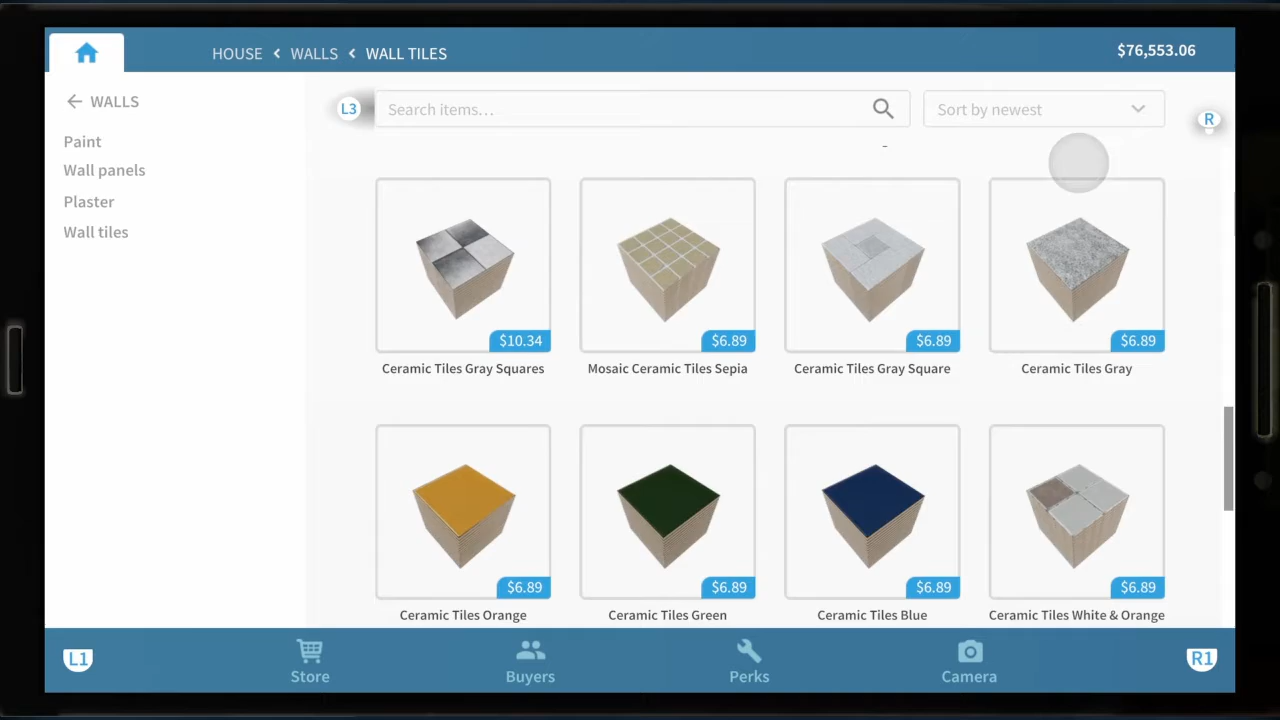 HOUSE < WALLS < WALL TILES
$76,553.06
WALLS
Paint
Wall panels
Plaster
Wall tiles
L3
Search items...
Sort by newest
R
$10.34
$6.89
$6.89
$6.89
Ceramic Tiles Gray Squares
Mosaic Ceramic Tiles Sepia
Ceramic Tiles Gray Square
Ceramic Tiles Gray
$6.89
$6.89
$6.89
$6.89
Ceramic Tiles Orange
Ceramic Tiles Green
Ceramic Tiles Blue
Ceramic Tiles White & Orange
L1
Store
Buyers
Perks
Camera
R1